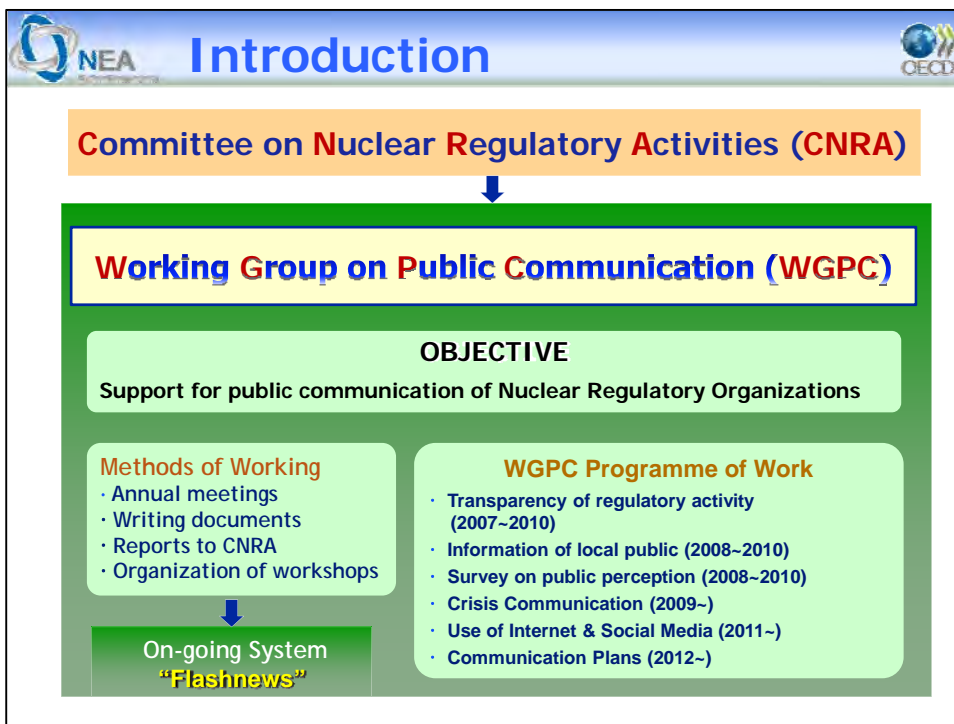 NEA
Introduction
OECD
Committee on Nuclear Regulatory Activities (CNRA)
Working Group on Public Communication (WGPC)
OBJECTIVE
Support for public communication of Nuclear Regulatory Organizations
Methods of Working
· Annual meetings
· Writing documents
· Reports to CNRA
· Organization of workshops
On-going System
“Flashnews”
WGPC Programme of Work
· Transparency of regulatory activity
(2007~2010)
· Information of local public (2008~2010)
· Survey on public perception (2008~2010)
· Crisis Communication (2009~)
· Use of Internet & Social Media (2011~)
· Communication Plans (2012~)